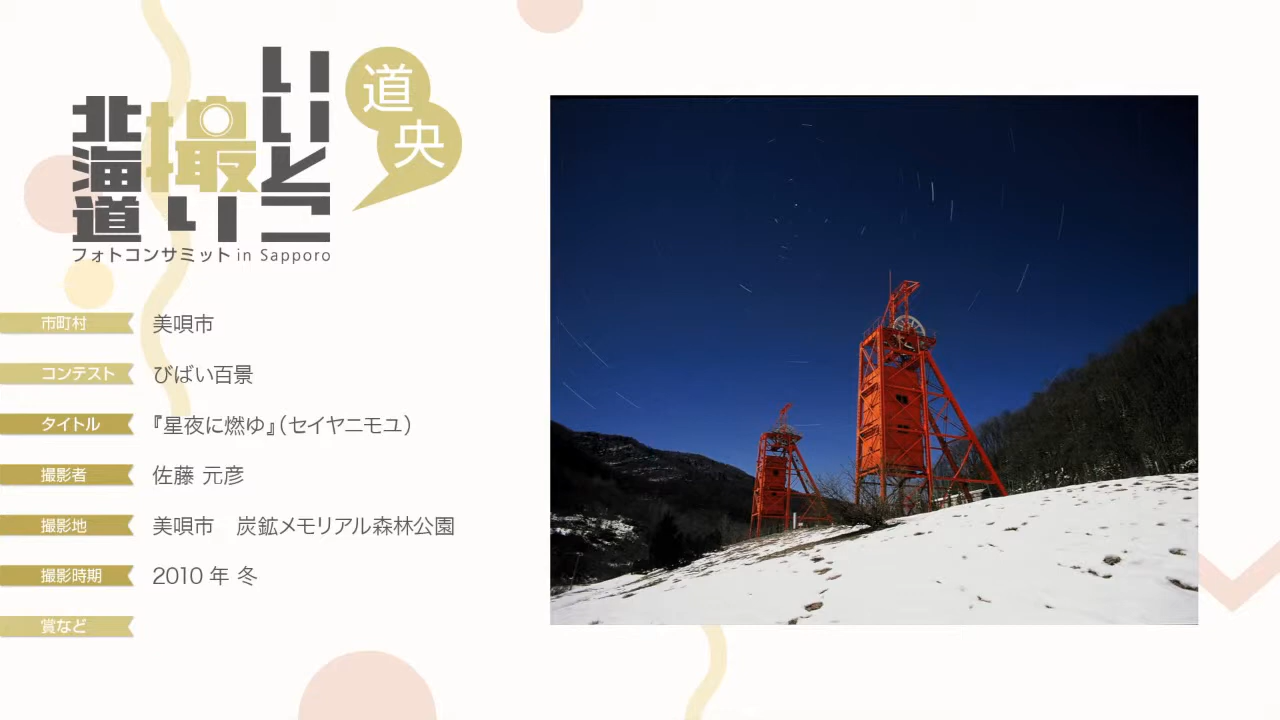 北海道
撮り
いいとこ
道央
フォトコンサミット in Sapporo
市町村 美唄市
コンテスト びばい百景
タイトル 『星夜に燃ゆ』（セイヤニモユ）
撮影者 佐藤 元彦
撮影地 美唄市　炭鉱メモリアル森林公園
撮影時期 2010 年 冬
賞など